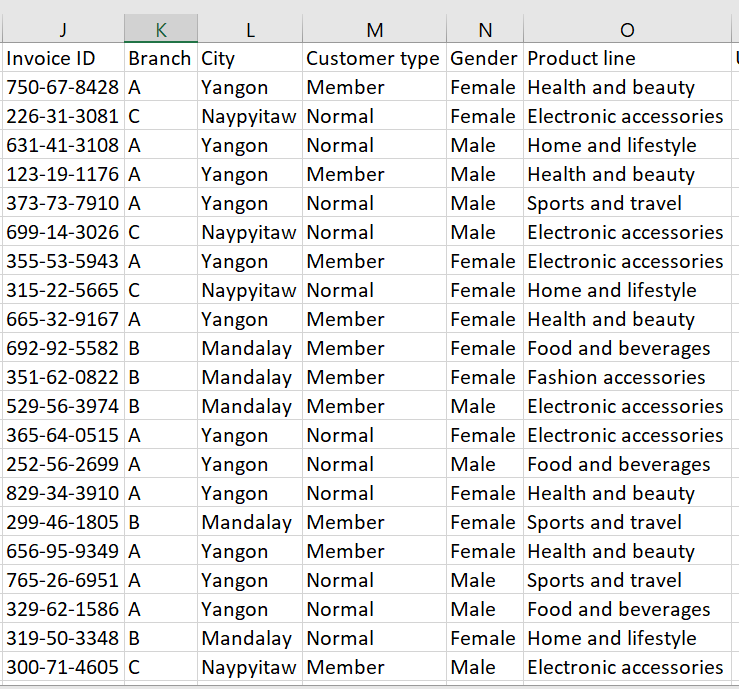 J K L M N O
Invoice ID Branch City Customer type Gender Product line
750-67-8428 A Yangon Member Female Health and beauty
226-31-3081 C Naypyitaw Normal Female Electronic accessories
631-41-3108 A Yangon Normal Male Home and lifestyle
123-19-1176 A Yangon Member Male Health and beauty
373-73-7910 A Yangon Normal Male Sports and travel
699-14-3026 C Naypyitaw Normal Male Electronic accessories
355-53-5943 A Yangon Member Female Electronic accessories
315-22-5665 C Naypyitaw Normal Female Home and lifestyle
665-32-9167 A Yangon Member Female Health and beauty
692-92-5582 B Mandalay Member Female Food and beverages
351-62-0822 B Mandalay Member Female Fashion accessories
529-56-3974 B Mandalay Member Male Electronic accessories
365-64-0515 A Yangon Normal Female Electronic accessories
252-56-2699 A Yangon Normal Male Food and beverages
829-34-3910 A Yangon Normal Female Health and beauty
299-46-1805 B Mandalay Member Female Sports and travel
656-95-9349 A Yangon Member Female Health and beauty
765-26-6951 A Yangon Normal Male Sports and travel
329-62-1586 A Yangon Normal Male Food and beverages
319-50-3348 B Mandalay Normal Female Home and lifestyle
300-71-4605 C Naypyitaw Member Male Electronic accessories